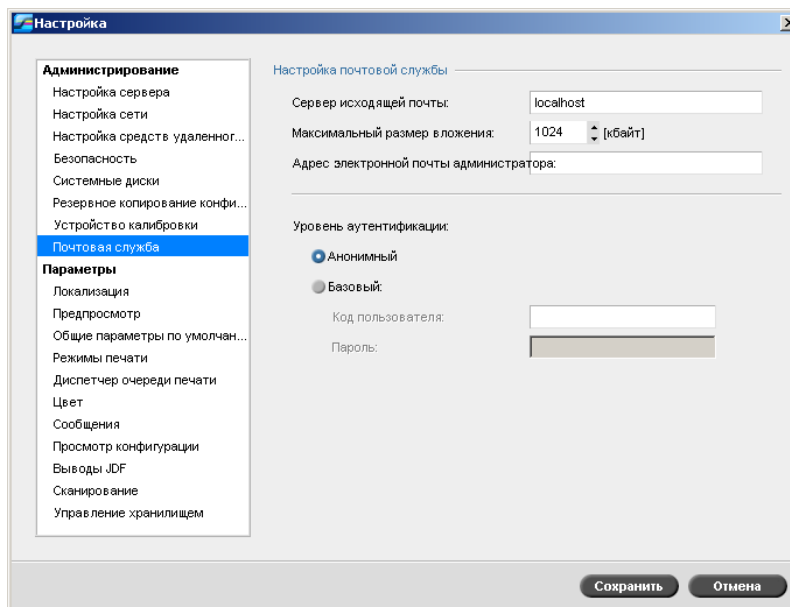 Настройка
Администрирование
Настройка сервера
Настройка сети
Настройка средств удаленног...
Безопасность
Системные диски
Резервное копирование конфи...
Устройство калибровки
Почтовая служба
Параметры
Локализация
Предпросмотр
Общие параметры по умолчан...
Режимы печати
Диспетчер очереди печати
Цвет
Сообщения
Просмотр конфигурации
Выводы JDF
Сканирование
Управление хранилищем
Настройка почтовой службы
Сервер исходящей почты: localhost
Максимальный размер вложения: 1024 [кбайт]
Адрес электронной почты администратора:
Уровень аутентификации:
Анонимный
Базовый:
Код пользователя:
Пароль:
Сохранить Отмена